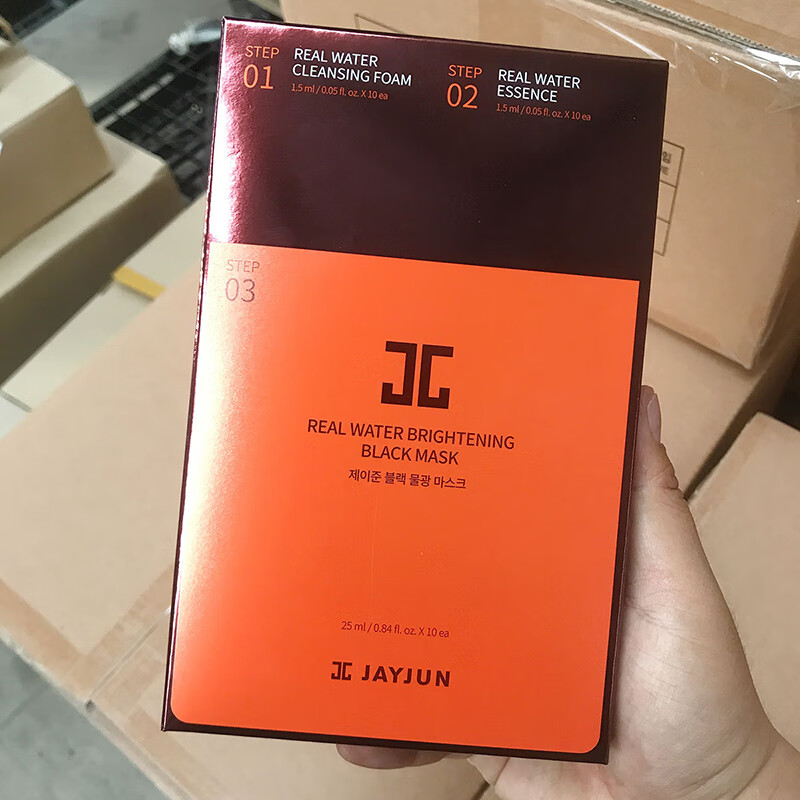 STEP
01
REAL WATER
CLEANSING FOAM
1.5 ml / 0.05 fl. oz. X 10 ea
STEP
02
REAL WATER
ESSENCE
1.5 ml / 0.05 fl. oz. X 10 ea
STEP
03
REAL WATER BRIGHTENING
BLACK MASK
제이준 블랙 물광 마스크
25 ml / 0.84 fl. oz. X 10 ea
JAYJUN